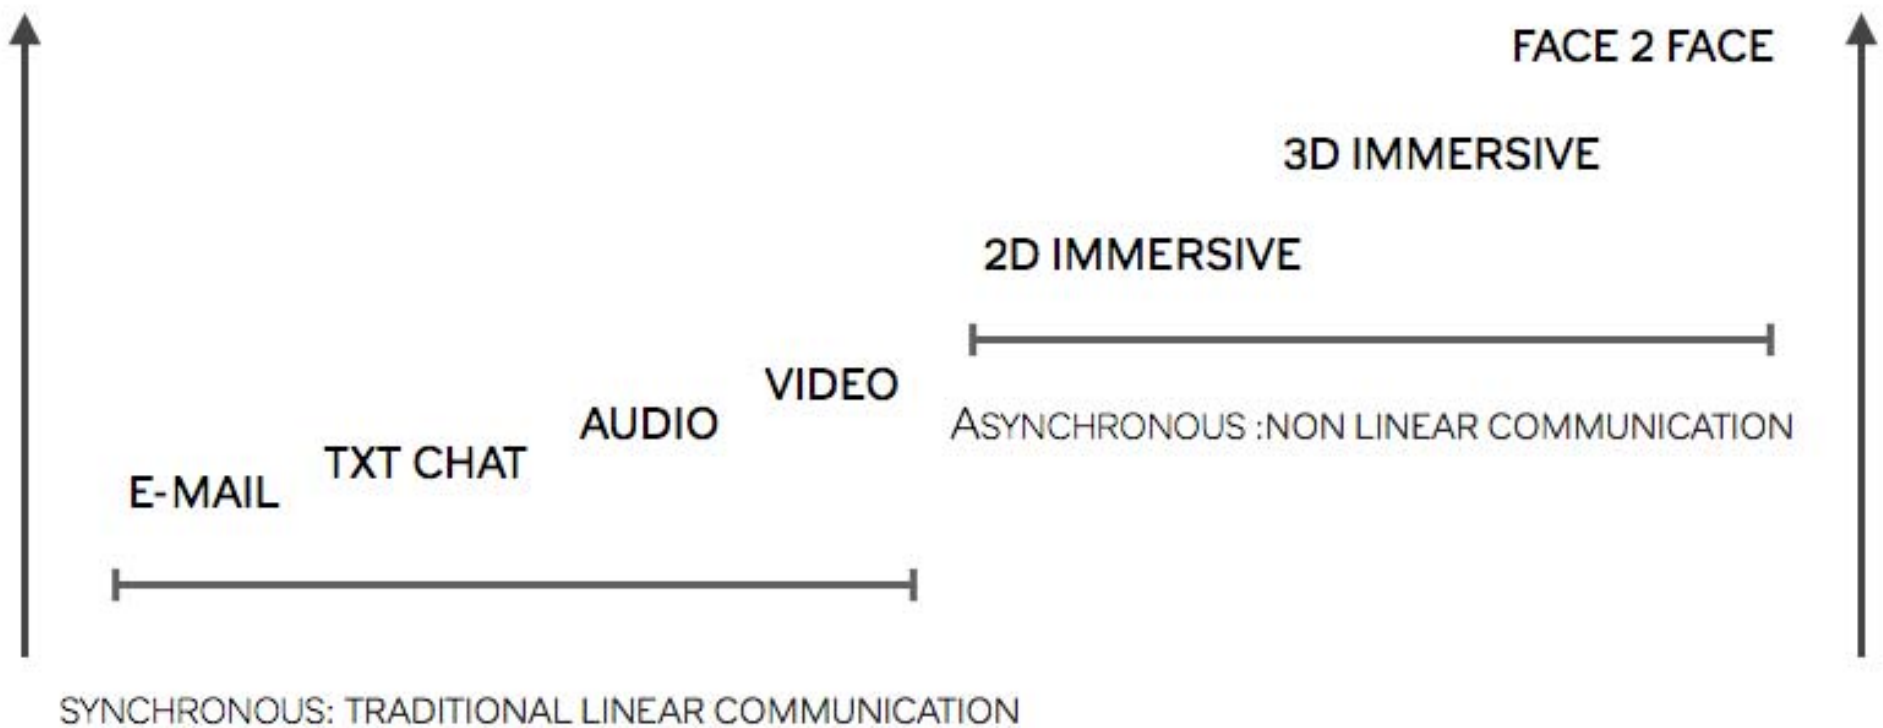 FACE 2 FACE
3D IMMERSIVE
2D IMMERSIVE
VIDEO
AUDIO
ASYNCHRONOUS :NON LINEAR COMMUNICATION
TXT CHAT
E-MAIL
SYNCHRONOUS: TRADITIONAL LINEAR COMMUNICATION